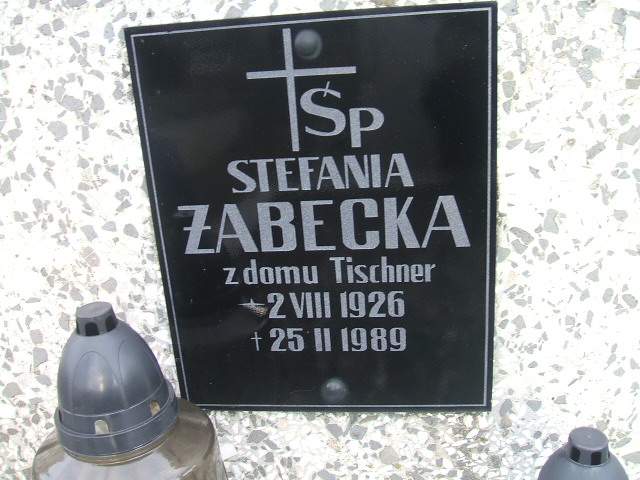 ŚP
STEFANIA
ŻABECKA
z domu Tischner
2 VIII 1926
† 25 II 1989